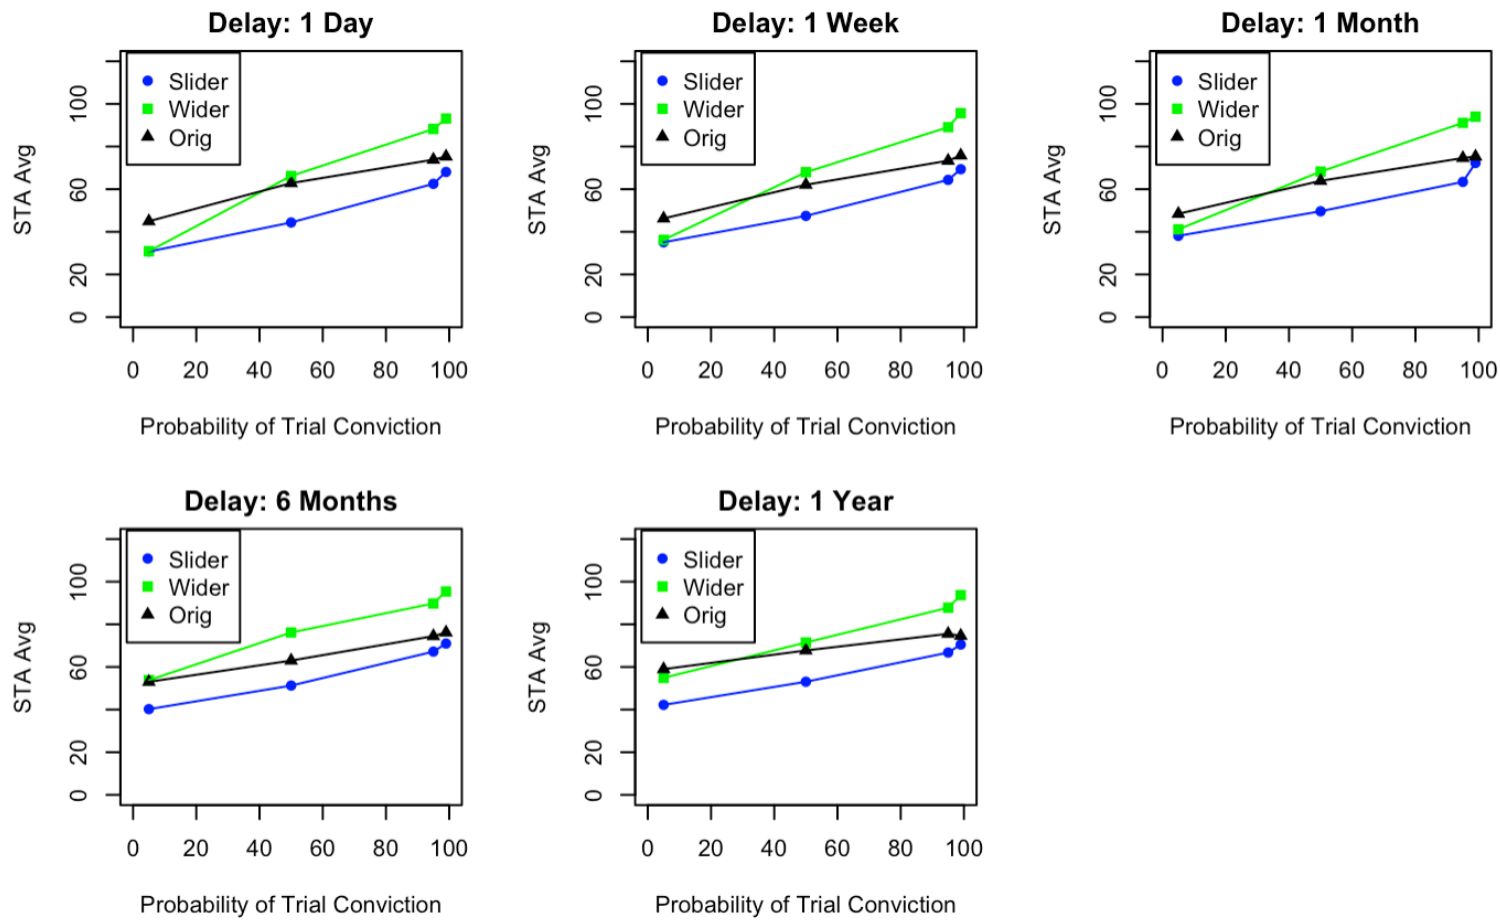 Delay: 1 Day
Slider
Wider
Orig
STA Avg
100
60
20
0
0 20 40 60 80 100
Probability of Trial Conviction
Delay: 1 Week
Slider
Wider
Orig
STA Avg
100
60
20
0
0 20 40 60 80 100
Probability of Trial Conviction
Delay: 1 Month
Slider
Wider
Orig
STA Avg
100
60
20
0
0 20 40 60 80 100
Probability of Trial Conviction
Delay: 6 Months
Slider
Wider
Orig
STA Avg
100
60
20
0
0 20 40 60 80 100
Probability of Trial Conviction
Delay: 1 Year
Slider
Wider
Orig
STA Avg
100
60
20
0
0 20 40 60 80 100
Probability of Trial Conviction